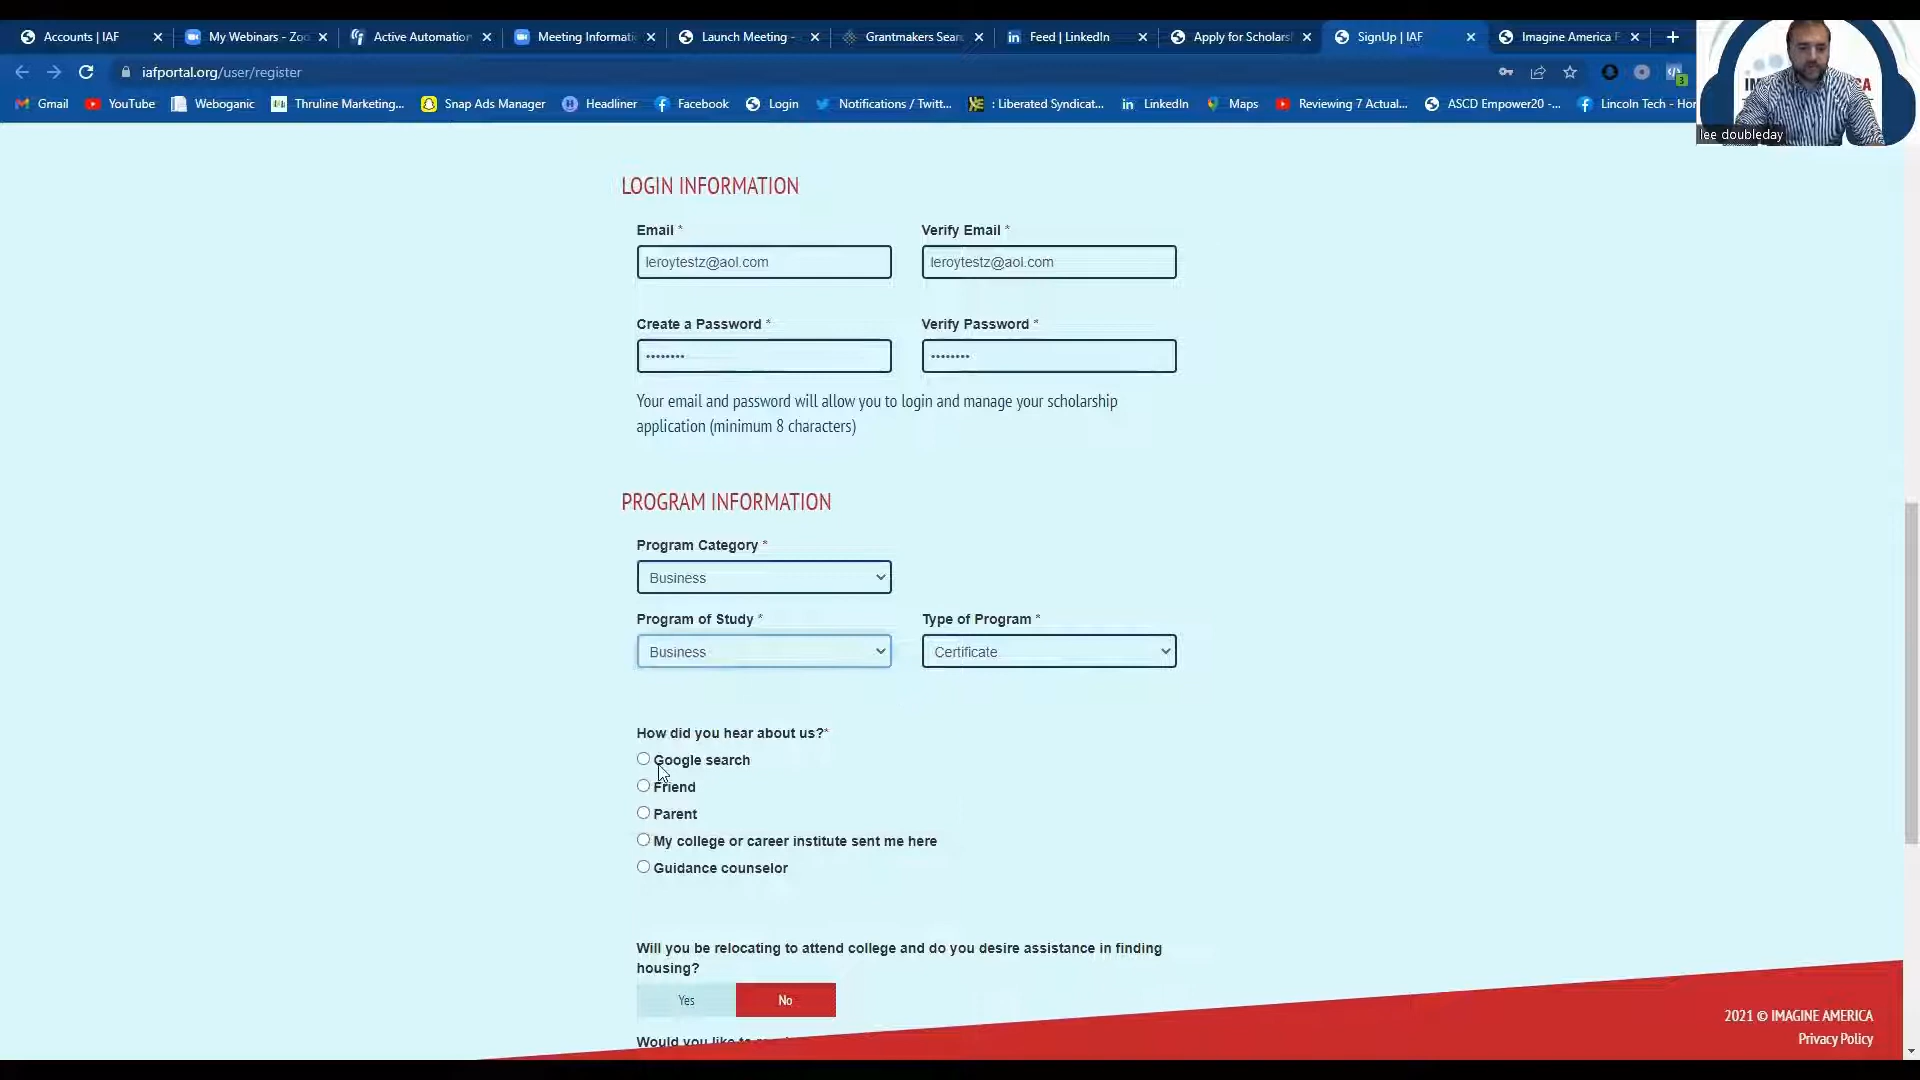 Accounts | IAF
My Webinars - Zoo
Active Automation
Meeting Informati
Launch Meeting -
Grantmakers Sear
Feed | LinkedIn
Apply for Scholars
SignUp | IAF
Imagine America F
iafportal.org/user/register
3
Gmail
YouTube
Weboganic
Thruline Marketing...
Snap Ads Manager
Headliner
Facebook
Login
Notifications / Twitt...
: Liberated Syndicat...
LinkedIn
Maps
Reviewing 7 Actual...
ASCD Empower20 -...
Lincoln Tech - Hor
lee doubleday
LOGIN INFORMATION
Email *
Verify Email *
leroytestz@aol.com
leroytestz@aol.com
Create a Password *
Verify Password *
••••••••
••••••••
Your email and password will allow you to login and manage your scholarship
application (minimum 8 characters)
PROGRAM INFORMATION
Program Category *
Business
Program of Study *
Type of Program *
Business
Certificate
How did you hear about us?*
Google search
Friend
Parent
My college or career institute sent me here
Guidance counselor
Will you be relocating to attend college and do you desire assistance in finding
housing?
Yes
No
Would you like to
2021 © IMAGINE AMERICA
Privacy Policy